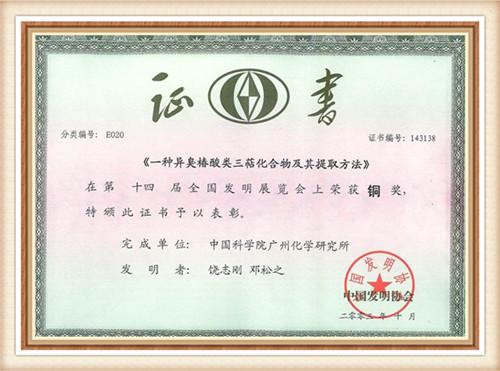 证 书
分类编号: E020
证书编号: 143138
《一种异臭椿酸类三萜化合物及其提取方法》
在第 十四 届全国发明展览会上荣获 铜 奖,
特颁此证书予以表彰。
完成单位: 中国科学院广州化学研究所
发明者: 饶志刚 邓松之
中国发明协会
中国发明协会
二〇〇三年 十 月